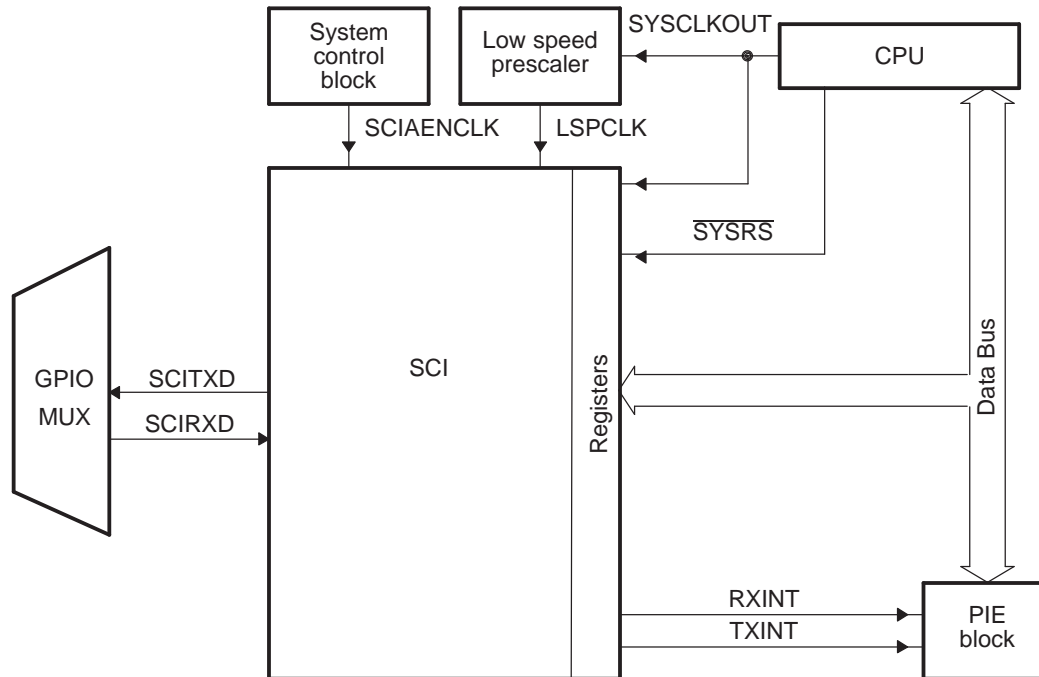 System
control
block
Low speed
prescaler
SYSCLKOUT
CPU
SCIAENCLK
LSPCLK
SYSRS
SCI
Registers
Data Bus
GPIO
MUX
SCITXD
SCIRXD
RXINT
TXINT
PIE
block